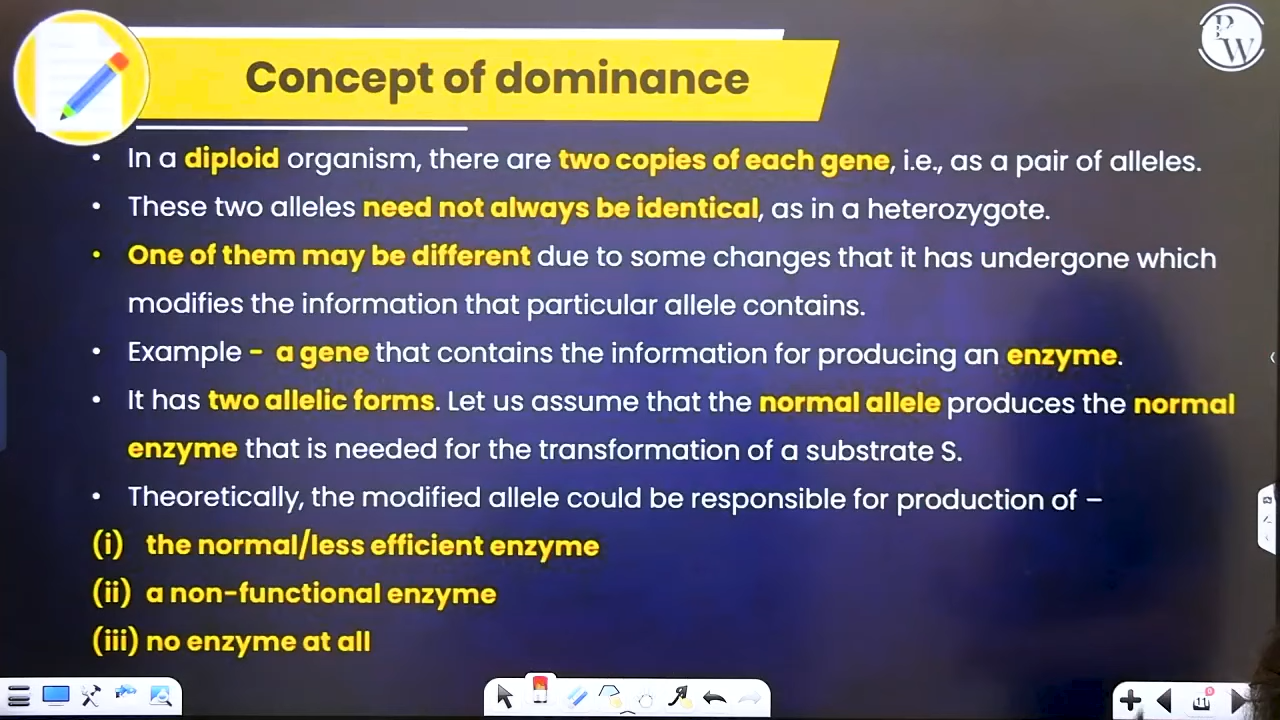 PW
Concept of dominance
• In a diploid organism, there are two copies of each gene, i.e., as a pair of alleles.
• These two alleles need not always be identical, as in a heterozygote.
• One of them may be different due to some changes that it has undergone which
modifies the information that particular allele contains.
• Example - a gene that contains the information for producing an enzyme.
• It has two allelic forms. Let us assume that the normal allele produces the normal
enzyme that is needed for the transformation of a substrate S.
• Theoretically, the modified allele could be responsible for production of –
(i) the normal/less efficient enzyme
(ii) a non-functional enzyme
(iii) no enzyme at all